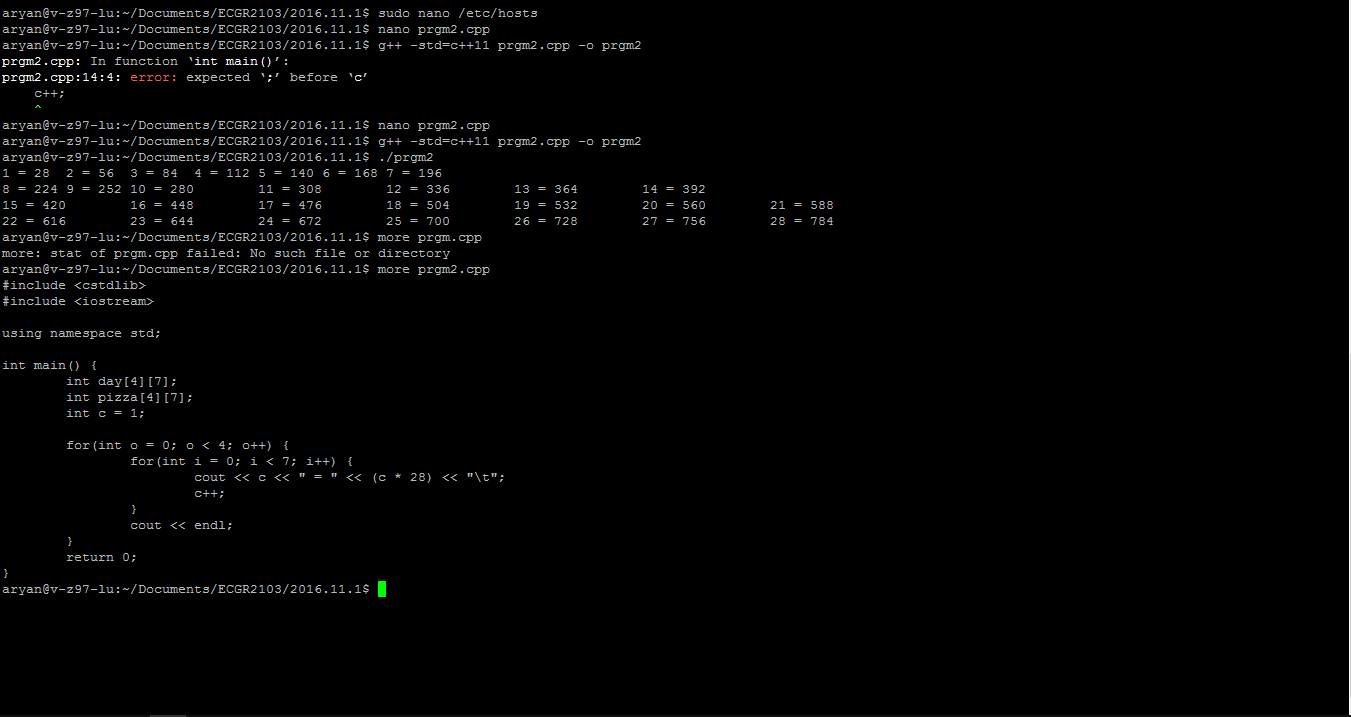 aryan@v-z97-lu:~/Documents/ECGR2103/2016.11.1$ sudo nano /etc/hosts
aryan@v-z97-lu:~/Documents/ECGR2103/2016.11.1$ nano prgm2.cpp
aryan@v-z97-lu:~/Documents/ECGR2103/2016.11.1$ g++ -std=c++11 prgm2.cpp -o prgm2
prgm2.cpp: In function ‘int main()’:
prgm2.cpp:14:4: error: expected ‘;’ before ‘c’
    c++;
    ^
aryan@v-z97-lu:~/Documents/ECGR2103/2016.11.1$ nano prgm2.cpp
aryan@v-z97-lu:~/Documents/ECGR2103/2016.11.1$ g++ -std=c++11 prgm2.cpp -o prgm2
aryan@v-z97-lu:~/Documents/ECGR2103/2016.11.1$ ./prgm2
1 = 28  2 = 56  3 = 84  4 = 112 5 = 140 6 = 168 7 = 196
8 = 224 9 = 252 10 = 280        11 = 308        12 = 336        13 = 364        14 = 392
15 = 420        16 = 448        17 = 476        18 = 504        19 = 532        20 = 560        21 = 588
22 = 616        23 = 644        24 = 672        25 = 700        26 = 728        27 = 756        28 = 784
aryan@v-z97-lu:~/Documents/ECGR2103/2016.11.1$ more prgm.cpp
more: stat of prgm.cpp failed: No such file or directory
aryan@v-z97-lu:~/Documents/ECGR2103/2016.11.1$ more prgm2.cpp
#include <cstdlib>
#include <iostream>

using namespace std;

int main() {
        int day[4][7];
        int pizza[4][7];
        int c = 1;

        for(int o = 0; o < 4; o++) {
                for(int i = 0; i < 7; i++) {
                        cout << c << " = " << (c * 28) << "\t";
                        c++;
                }
                cout << endl;
        }
        return 0;
}
aryan@v-z97-lu:~/Documents/ECGR2103/2016.11.1$